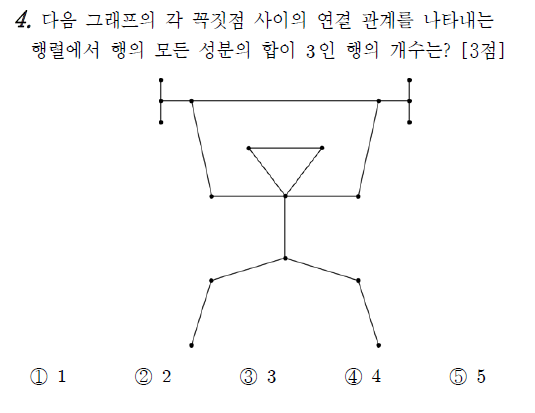 4. 다음 그래프의 각 꼭짓점 사이의 연결 관계를 나타내는
행렬에서 행의 모든 성분의 합이 3인 행의 개수는? [3점]
① 1 ② 2 ③ 3 ④ 4 ⑤ 5